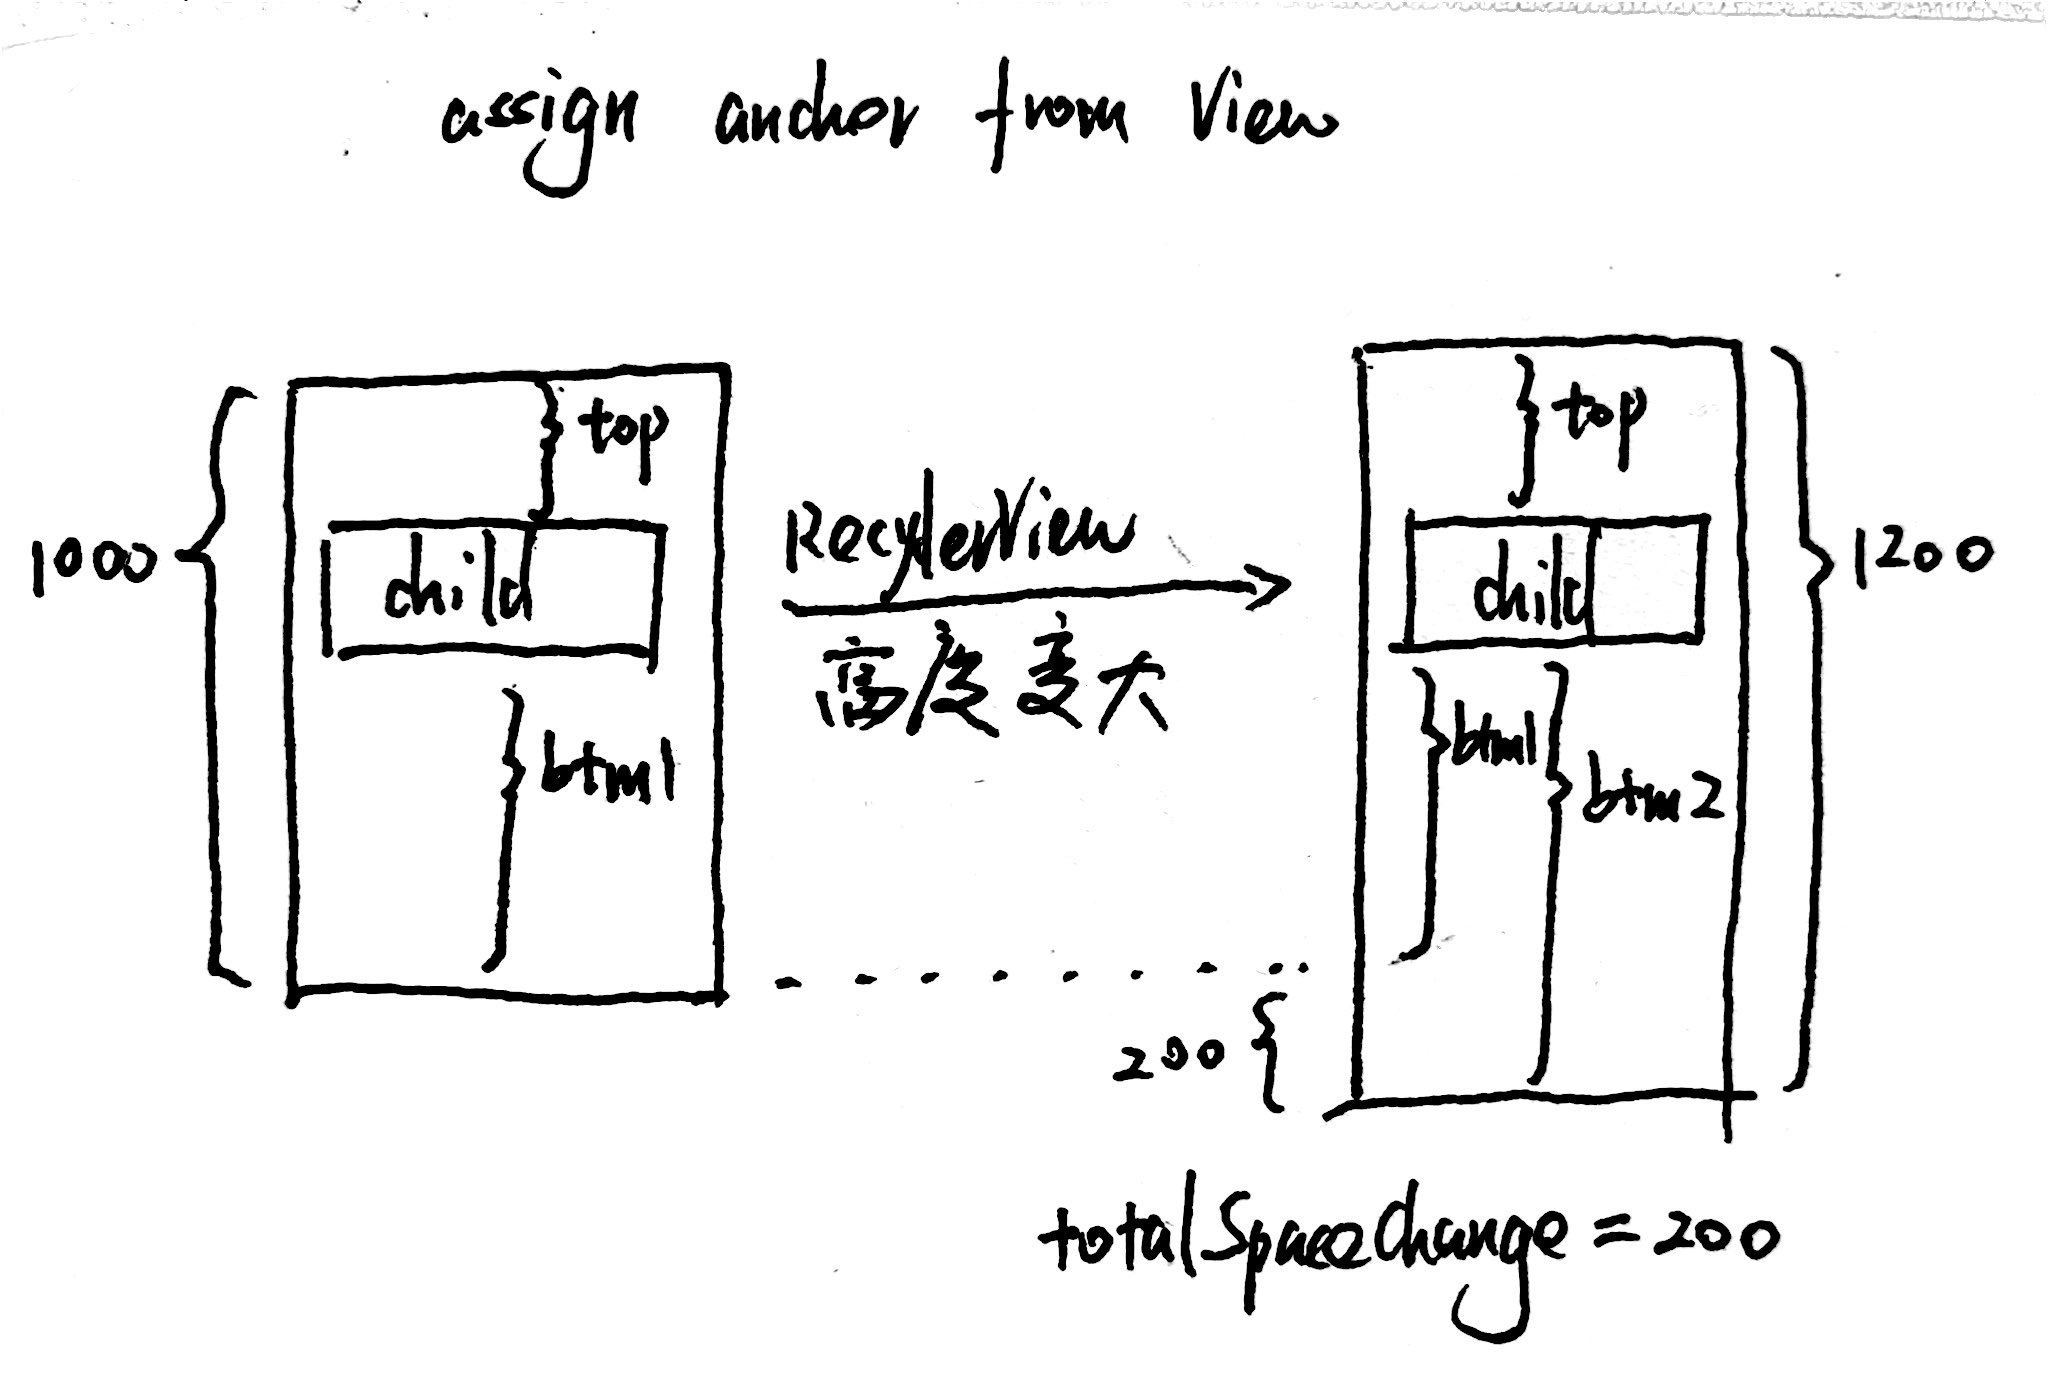 assign anchor from View
1000
top
child
btm1
RecyclerView
高度变大
top
child
btm1
btm2
1200
200
totalSpaceChange = 200